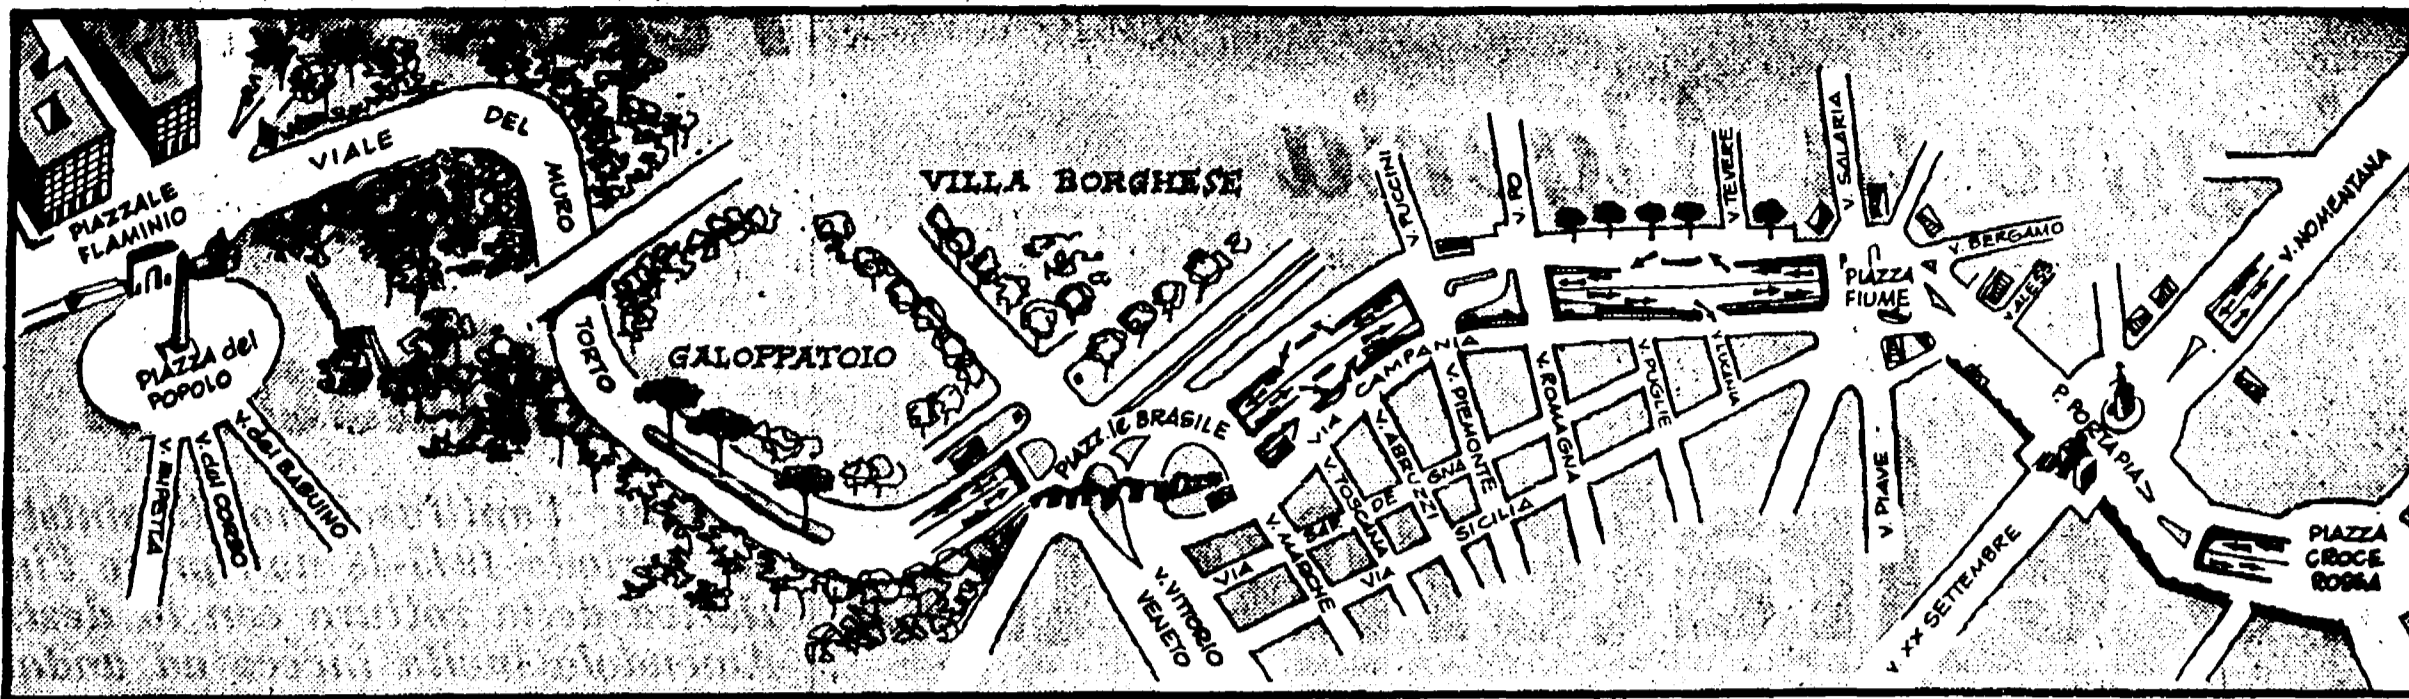 PIAZZALE
FLAMINIO
VIALE
DEL
MURO
TORTO
PIAZZA del
POPOLO
V. RIPETTA
V. del CORSO
V. del BABUINO
VILLA BORGHESE
GALOPPATOIO
PIAZZ.le BRASILE
V. VITTORIO
VENETO
VIA CAMPANIA
V. MARCHE
V. TOSCANA
V. ABRUZZI
V. PIEMONTE
V. ROMAGNA
V. PUGLIE
V. LUCANIA
VIA
SICILIA
VIA
DE
GNA
V. PUCCINI
V. PO
V. TEVERE
V. SALARIA
PIAZZA
FIUME
V. BERGAMO
V. PIAVE
V. NOMENTANA
P. PORTA PIA
V XX SETTEMBRE
PIAZZA
CROCE
ROSSA